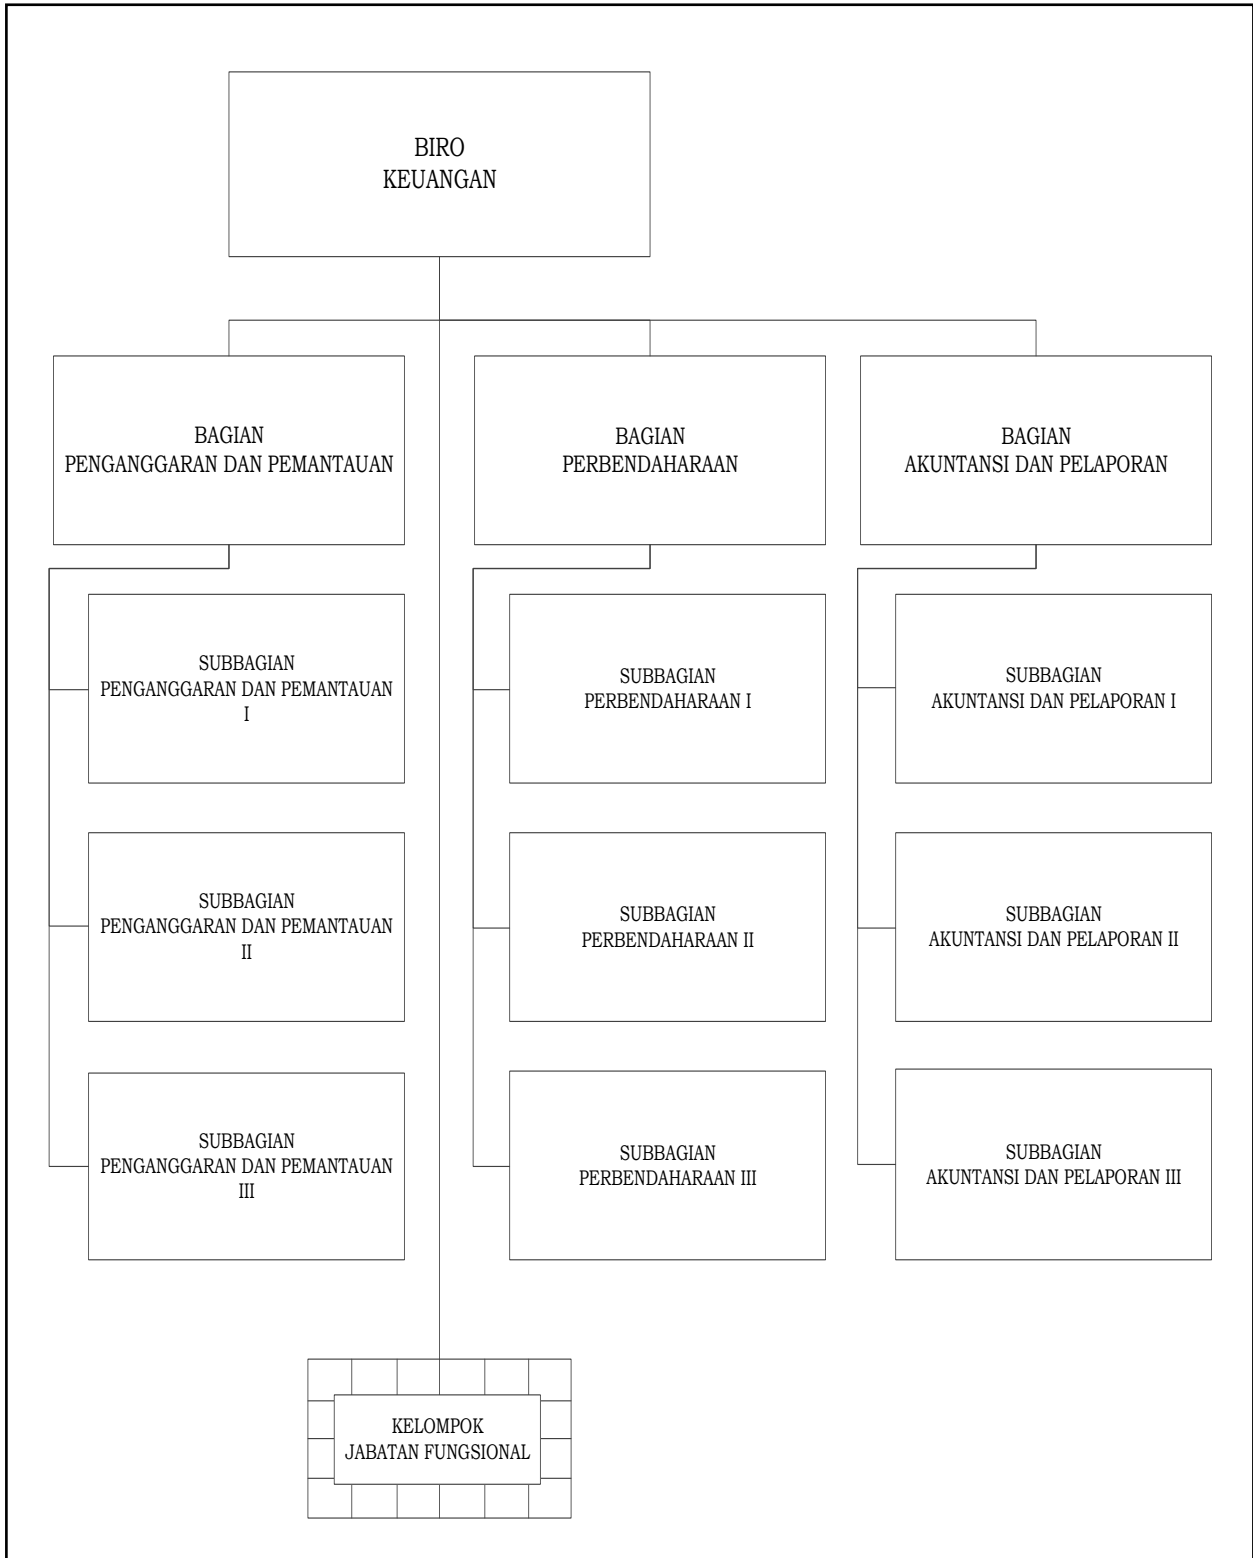 BIRO
KEUANGAN
BAGIAN
PENGANGGARAN DAN PEMANTAUAN
BAGIAN
PERBENDAHARAAN
BAGIAN
AKUNTANSI DAN PELAPORAN
SUBBAGIAN
PENGANGGARAN DAN PEMANTAUAN
I
SUBBAGIAN
PERBENDAHARAAN I
SUBBAGIAN
AKUNTANSI DAN PELAPORAN I
SUBBAGIAN
PENGANGGARAN DAN PEMANTAUAN
II
SUBBAGIAN
PERBENDAHARAAN II
SUBBAGIAN
AKUNTANSI DAN PELAPORAN II
SUBBAGIAN
PENGANGGARAN DAN PEMANTAUAN
III
SUBBAGIAN
PERBENDAHARAAN III
SUBBAGIAN
AKUNTANSI DAN PELAPORAN III
KELOMPOK
JABATAN FUNGSIONAL